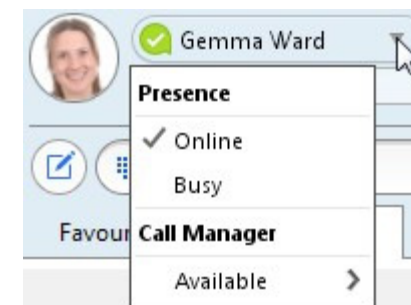 Gemma Ward
Presence
Online
Busy
Favour
Call Manager
Available